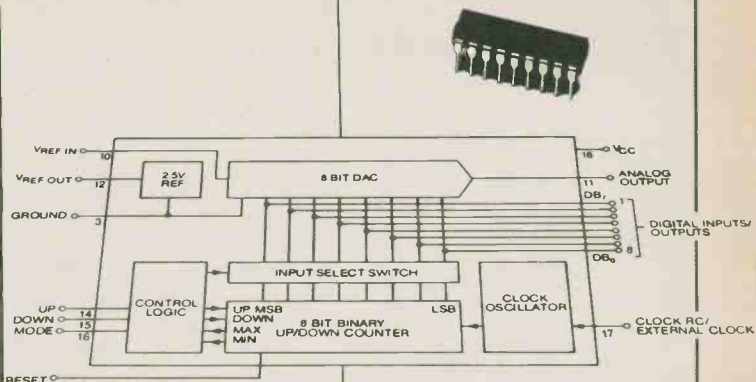 VREF IN
10
VREF OUT
12
2.5V
REF
GROUND
3
8 BIT DAC
18
VCC
11
ANALOG
OUTPUT
DB7
1
DIGITAL INPUTS/
OUTPUTS
8
DB0
INPUT SELECT SWITCH
CONTROL
LOGIC
UP
14
DOWN
15
MODE
16
UP MSB
LSB
DOWN
MAX
MIN
8 BIT BINARY
UP/DOWN COUNTER
CLOCK
OSCILLATOR
17
CLOCK RC/
EXTERNAL CLOCK
RESET